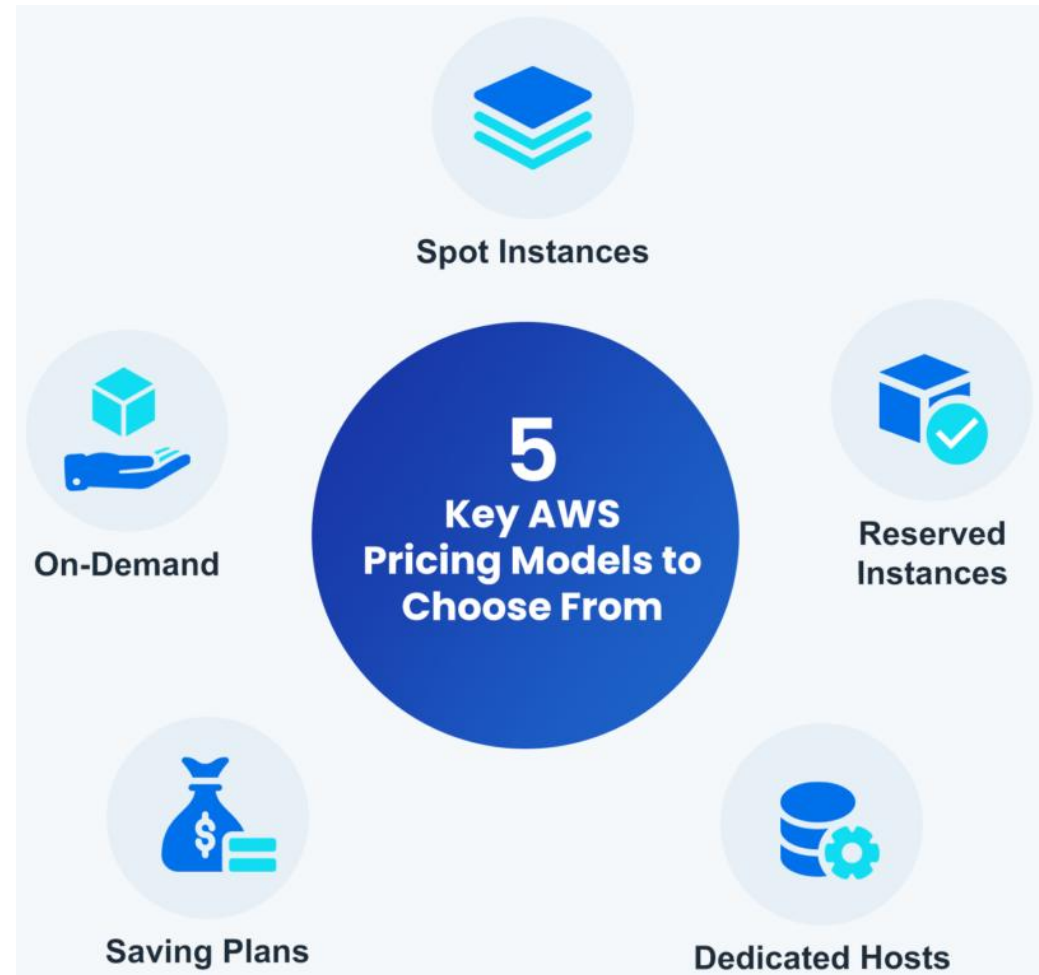 Spot Instances
On-Demand
5
Key AWS
Pricing Models to
Choose From
Reserved
Instances
$
Saving Plans
Dedicated Hosts